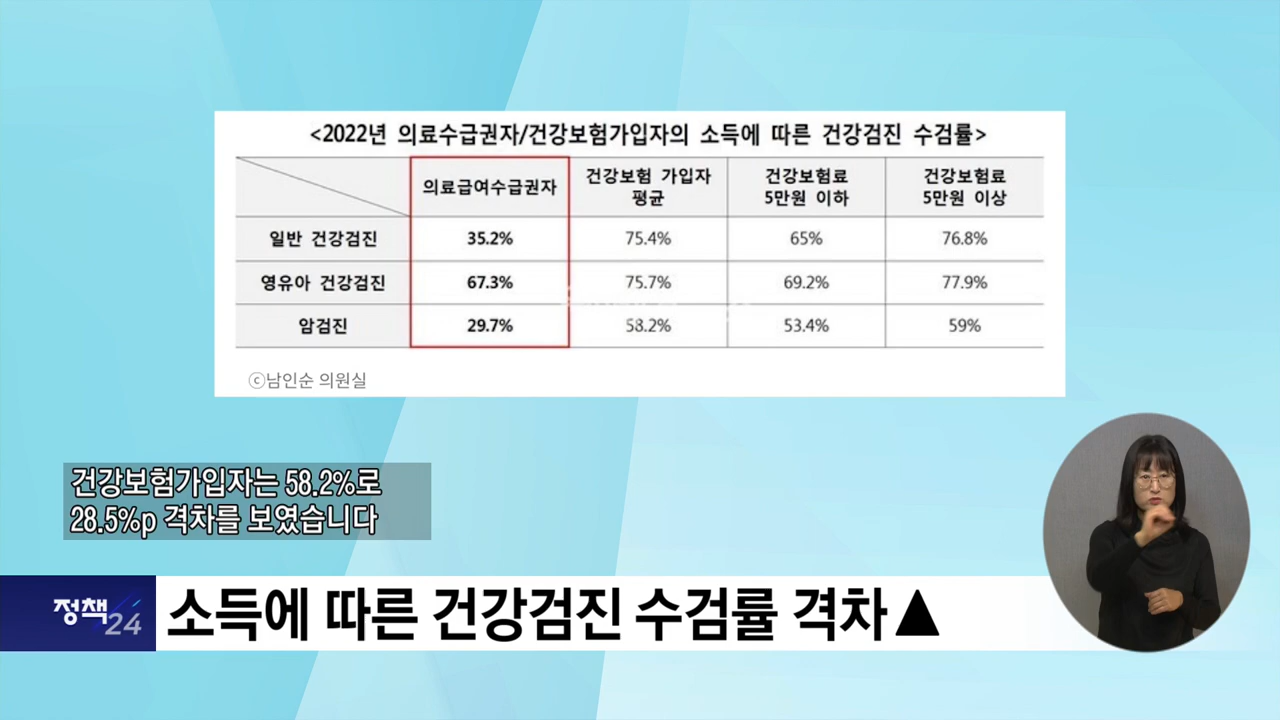 <2022년 의료수급권자/건강보험가입자의 소득에 따른 건강검진 수검률>
의료급여수급권자 건강보험 가입자 평균 건강보험료 5만원 이하 건강보험료 5만원 이상
일반 건강검진 35.2% 75.4% 65% 76.8%
영유아 건강검진 67.3% 75.7% 69.2% 77.9%
암검진 29.7% 58.2% 53.4% 59%
ⓒ남인순 의원실
건강보험가입자는 58.2%로
28.5%p 격차를 보였습니다
정책24
소득에 따른 건강검진 수검률 격차▲